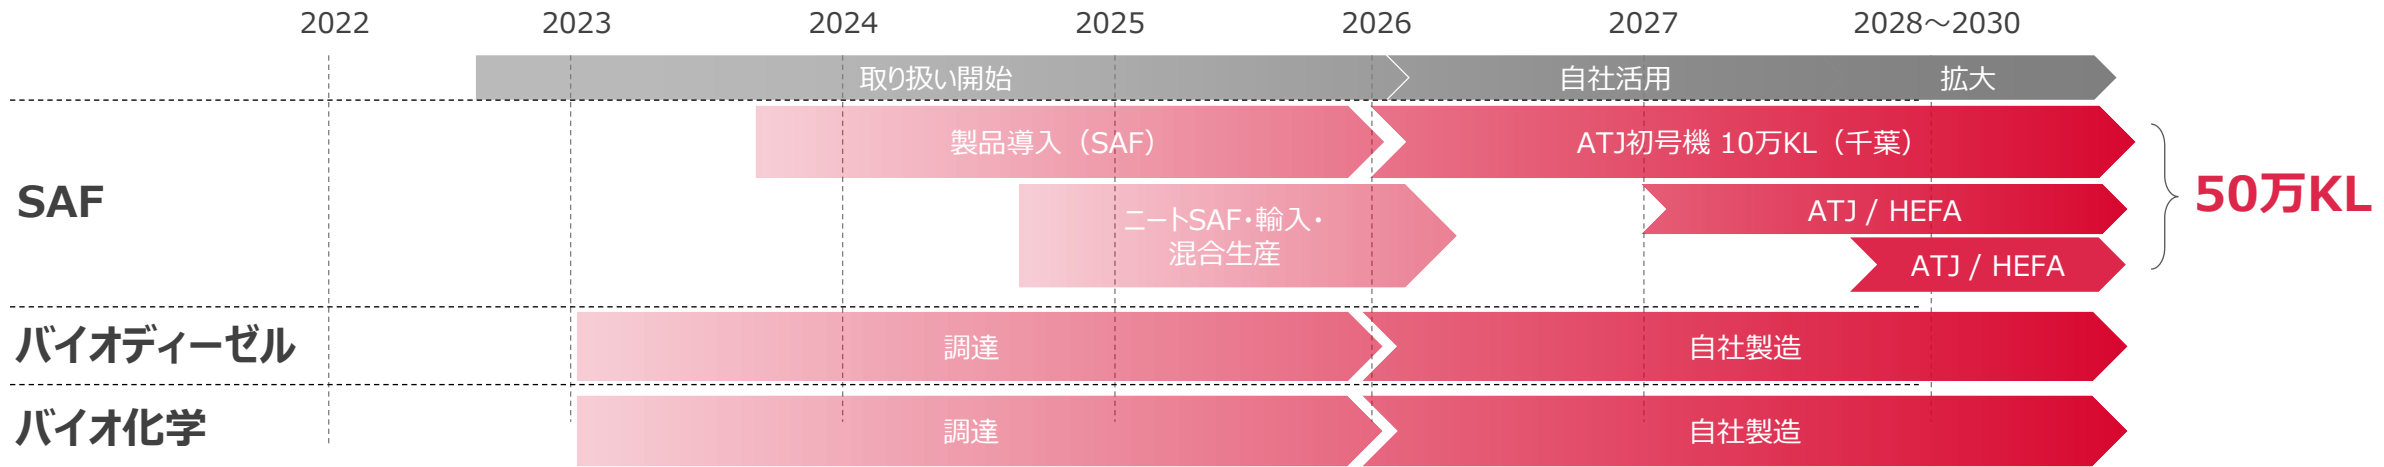 2022 2023 2024 2025 2026 2027 2028～2030
取り扱い開始 自社活用 拡大
SAF
製品導入（SAF） ATJ初号機 10万KL（千葉）
ニートSAF・輸入・
混合生産
ATJ / HEFA
ATJ / HEFA
50万KL
バイオディーゼル 調達 自社製造
バイオ化学 調達 自社製造